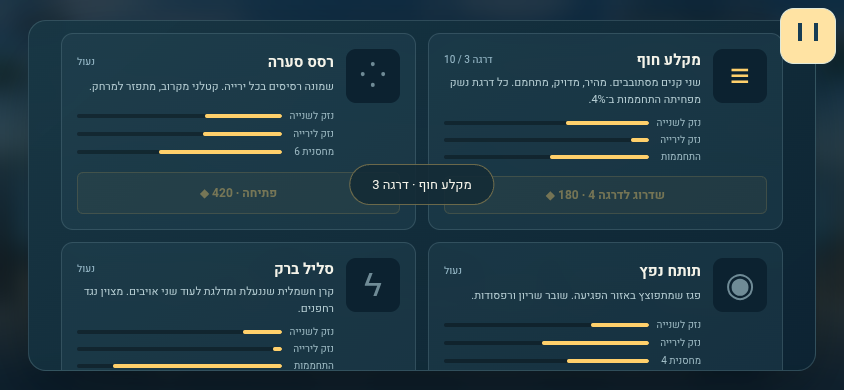 מקלע חוף
דרגה 3 / 10
שני קנים מסתובבים. מהיר, מדויק, מתחמם. כל דרגת נשק
מפחיתה התחממות ב־4%.
נזק לשנייה
נזק לירייה
התחממות
שדרוג לדרגה 4 · 180 ◆
רסס סערה
נעול
שמונה רסיסים בכל ירייה. קטלני מקרוב, מתפזר למרחק.
נזק לשנייה
נזק לירייה
מחסנית 6
פתיחה · 420 ◆
מקלע חוף · דרגה 3
תותח נפץ
נעול
פגז שמתפוצץ באזור הפגיעה. שובר שריון ורפסודות.
נזק לשנייה
נזק לירייה
מחסנית 4
סליל ברק
נעול
קרן חשמלית שננעלת ומדלגת לעוד שני אויבים. מצוין נגד
רחפנים.
נזק לשנייה
נזק לירייה
התחממות